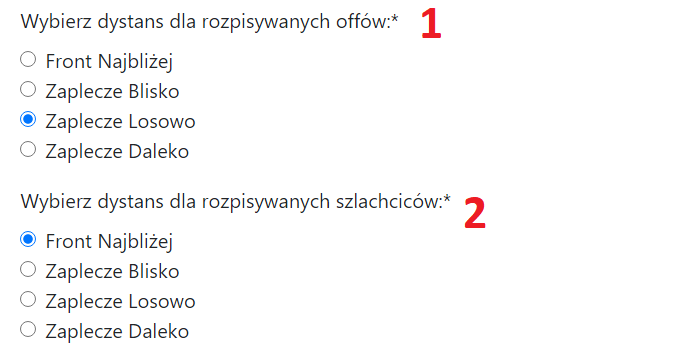 Wybierz dystans dla rozpisywanych offów:* 1
Front Najbliżej
Zaplecze Blisko
Zaplecze Losowo
Zaplecze Daleko
Wybierz dystans dla rozpisywanych szlachciców:* 2
Front Najbliżej
Zaplecze Blisko
Zaplecze Losowo
Zaplecze Daleko